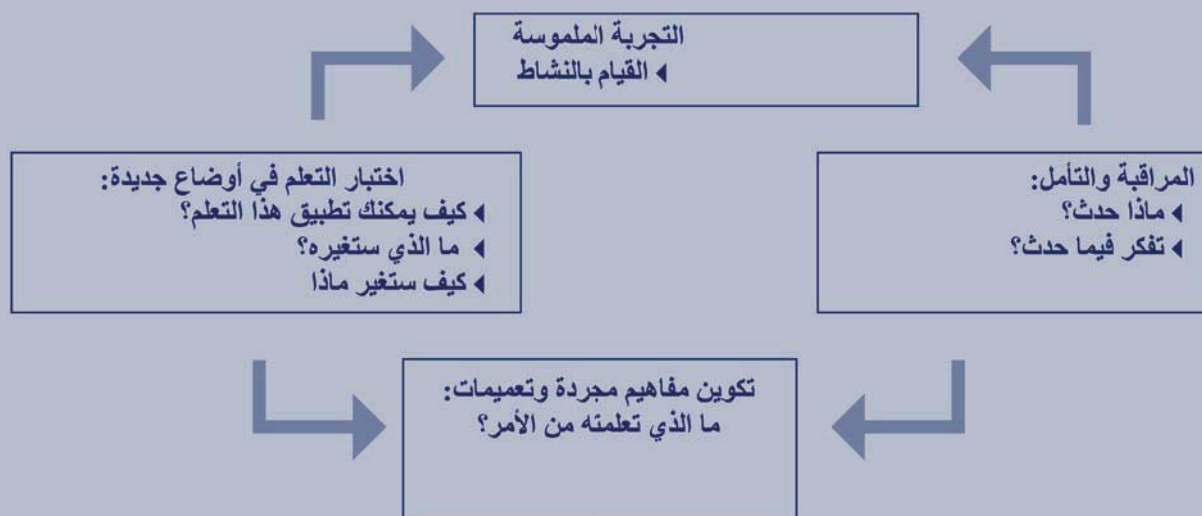 التجربة الملموسة
القيام بالنشاط
المراقبة والتأمل:
ماذا حدث؟
تفكر فيما حدث؟
اختبار التعلم في أوضاع جديدة:
كيف يمكنك تطبيق هذا التعلم؟
ما الذي ستغيره؟
كيف ستغير ماذا
تكوين مفاهيم مجردة وتعميمات:
ما الذي تعلمته من الأمر؟